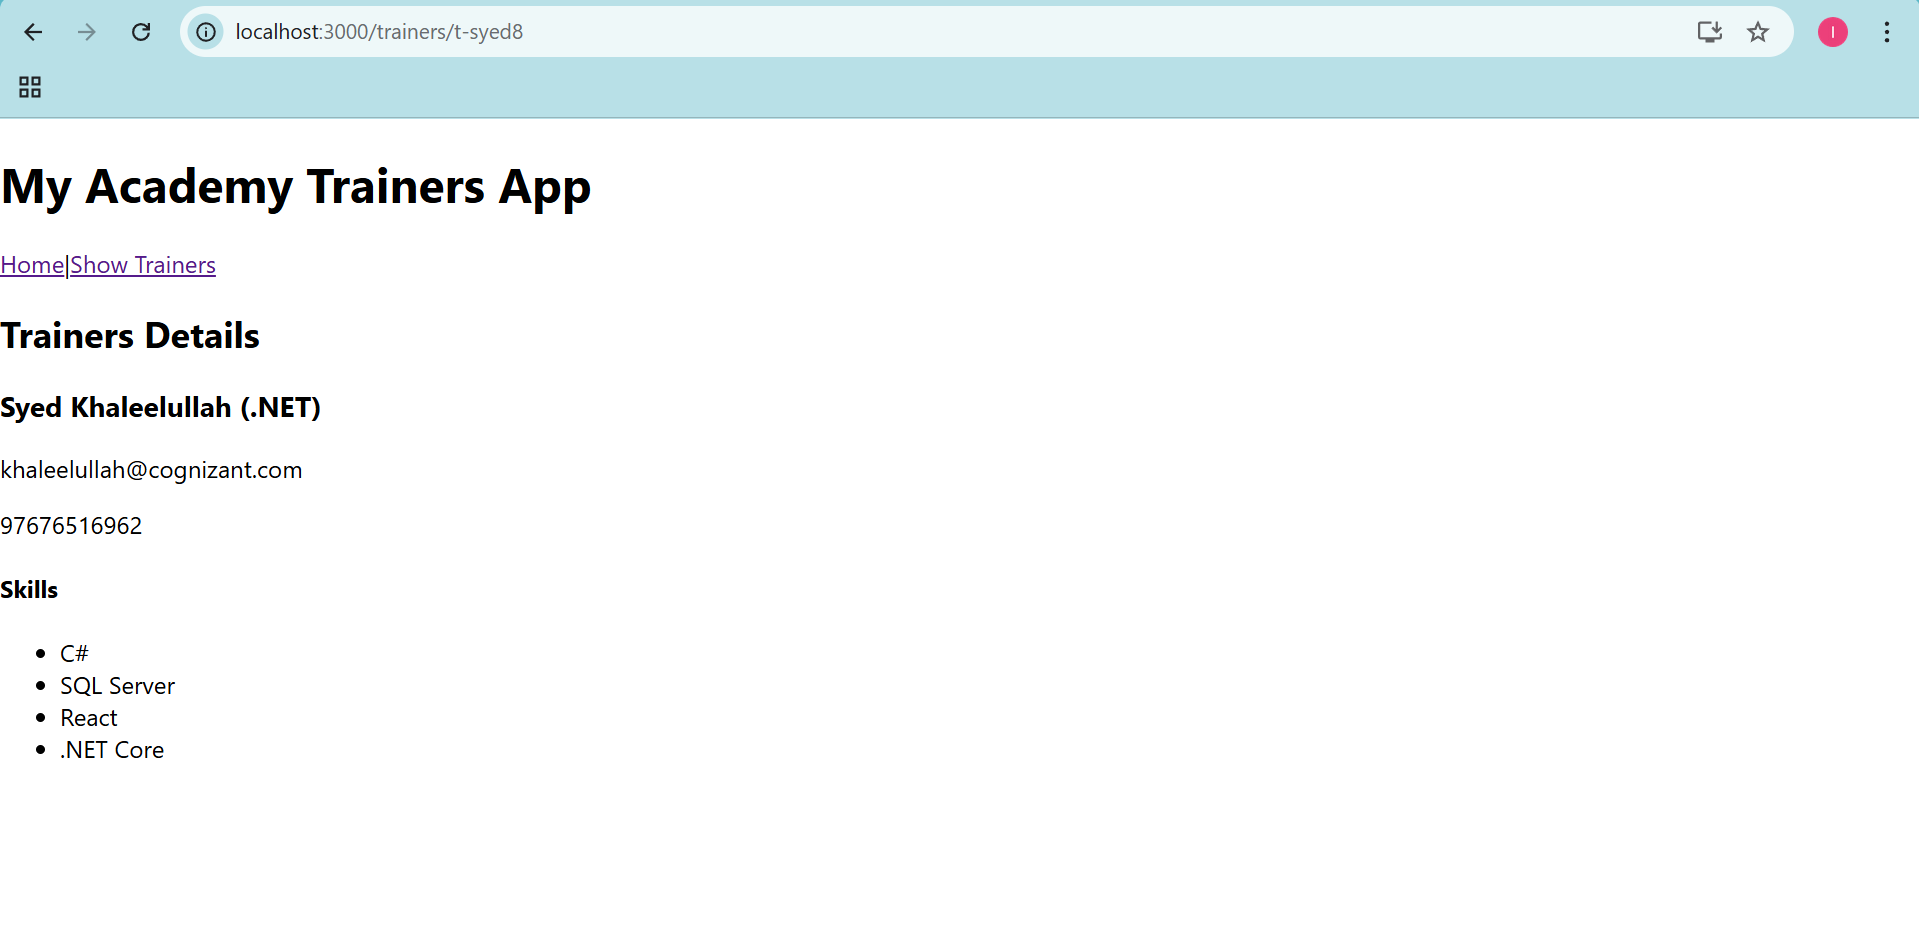 localhost:3000/trainers/t-syed8
I
My Academy Trainers App
Home|Show Trainers
Trainers Details
Syed Khaleelullah (.NET)
khaleelullah@cognizant.com
97676516962
Skills
C#
SQL Server
React
.NET Core